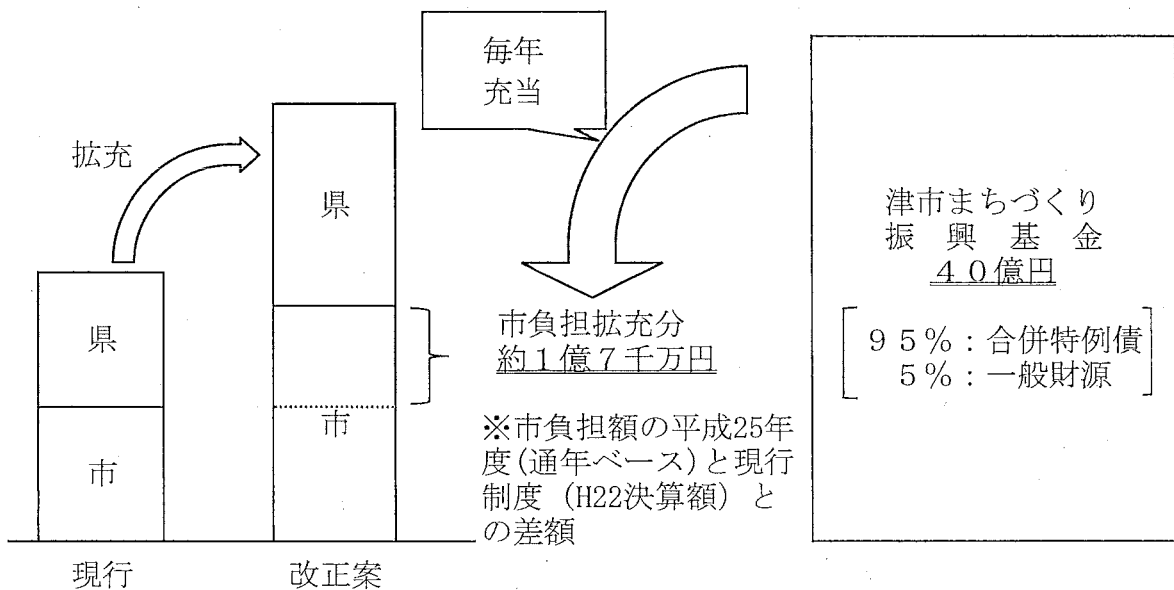 毎年
充当
拡充
県
県
市
市
現行
改正案
市負担拡充分
約１億７千万円
※市負担額の平成25年
度(通年ベース)と現行
制度（H22決算額）と
の差額
津市まちづくり
振　興　基　金
４０億円
９５％：合併特例債
５％：一般財源